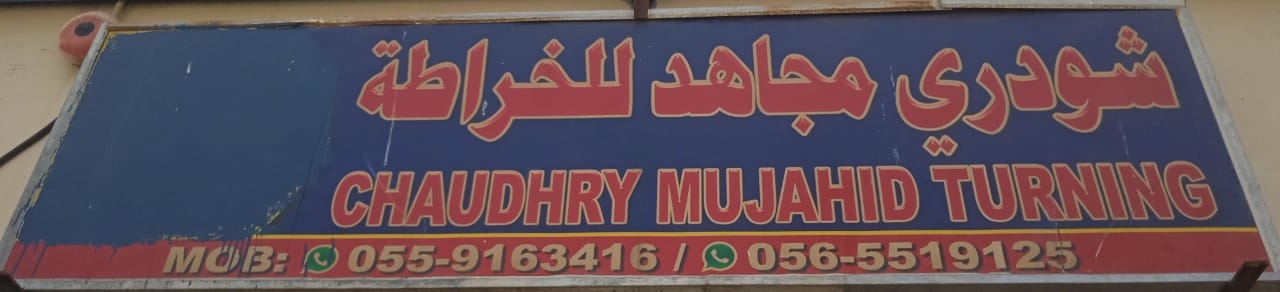 شودري مجاهد للخراطة
CHAUDHRY MUJAHID TURNING
MOB: 055-9163416 / 056-5519125